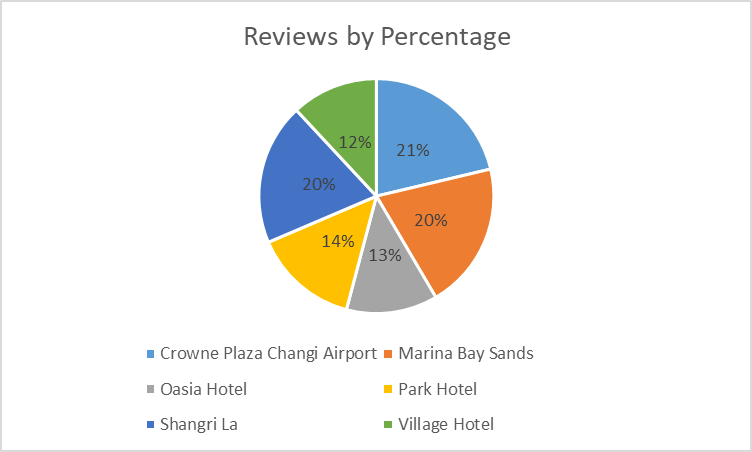 Reviews by Percentage
12%
21%
20%
20%
14%
13%
Crowne Plaza Changi Airport
Marina Bay Sands
Oasia Hotel
Park Hotel
Shangri La
Village Hotel